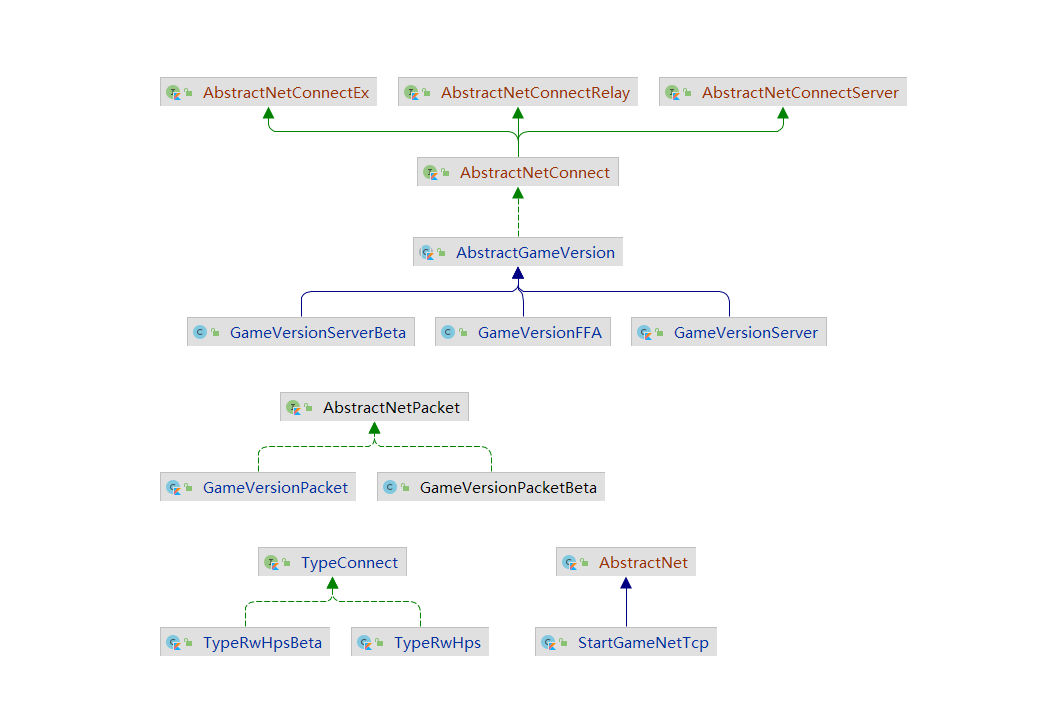 AbstractNetConnectEx
AbstractNetConnectRelay
AbstractNetConnectServer
AbstractNetConnect
AbstractGameVersion
GameVersionServerBeta
GameVersionFFA
GameVersionServer
AbstractNetPacket
GameVersionPacket
GameVersionPacketBeta
TypeConnect
AbstractNet
TypeRwHpsBeta
TypeRwHps
StartGameNetTcp